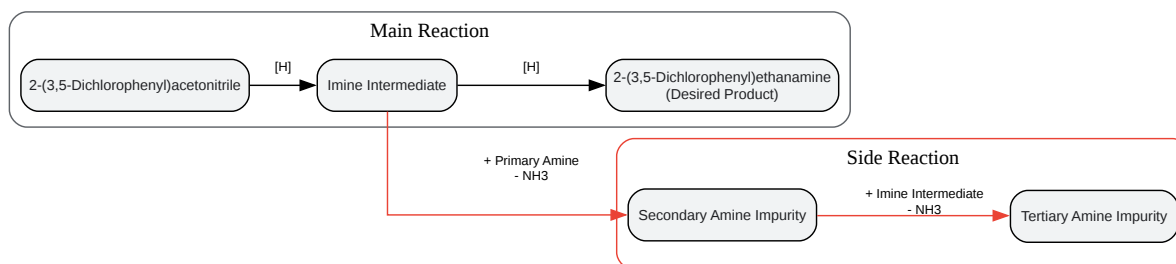 Main Reaction
2-(3,5-Dichlorophenyl)acetonitrile
[H]
Imine Intermediate
[H]
2-(3,5-Dichlorophenyl)ethanamine
(Desired Product)
+ Primary Amine
- NH3
Side Reaction
Secondary Amine Impurity
+ Imine Intermediate
- NH3
Tertiary Amine Impurity